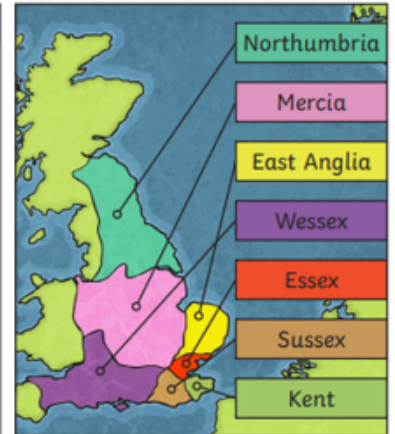 Northumbria
Mercia
East Anglia
Wessex
Essex
Sussex
Kent